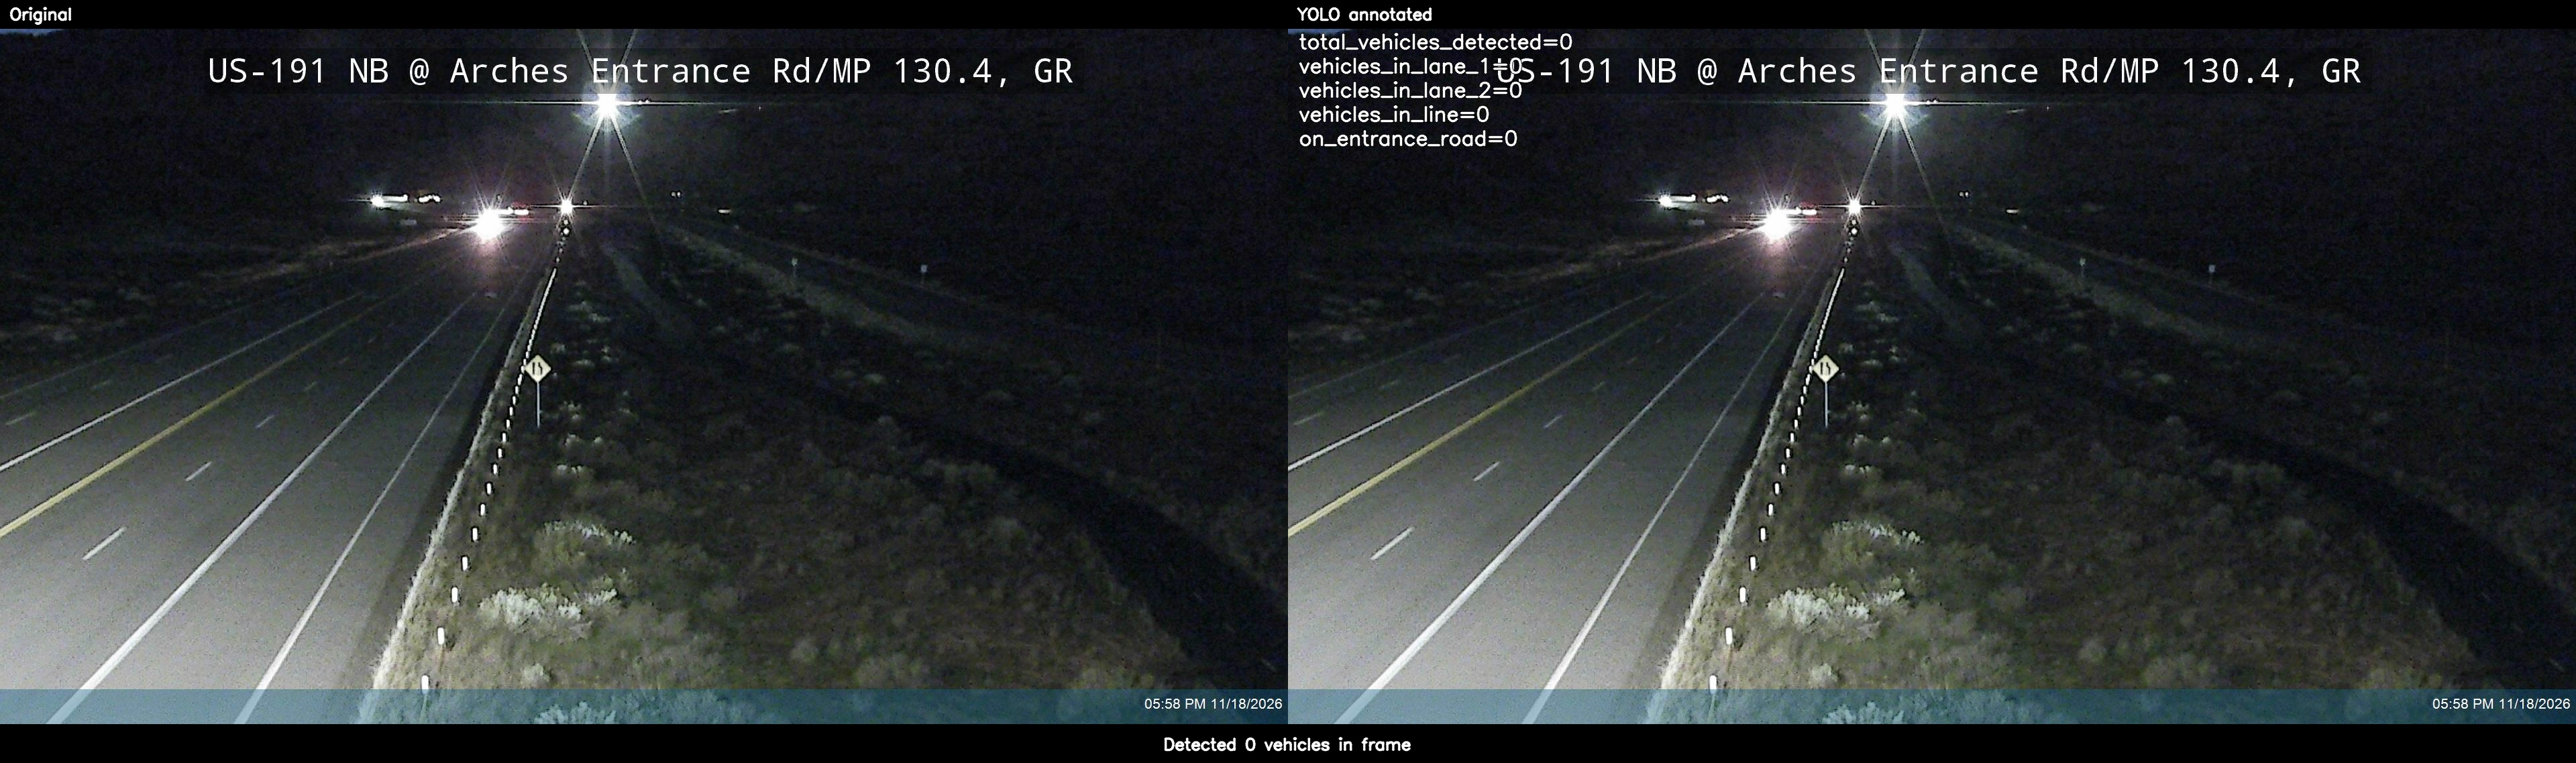 Original
US-191 NB @ Arches Entrance Rd/MP 130.4, GR
05:58 PM 11/18/2026
YOLO annotated
total_vehicles_detected=0
vehicles_in_lane_1=0
US-191 NB @ Arches Entrance Rd/MP 130.4, GR
vehicles_in_lane_2=0
vehicles_in_line=0
on_entrance_road=0
05:58 PM 11/18/2026
Detected 0 vehicles in frame